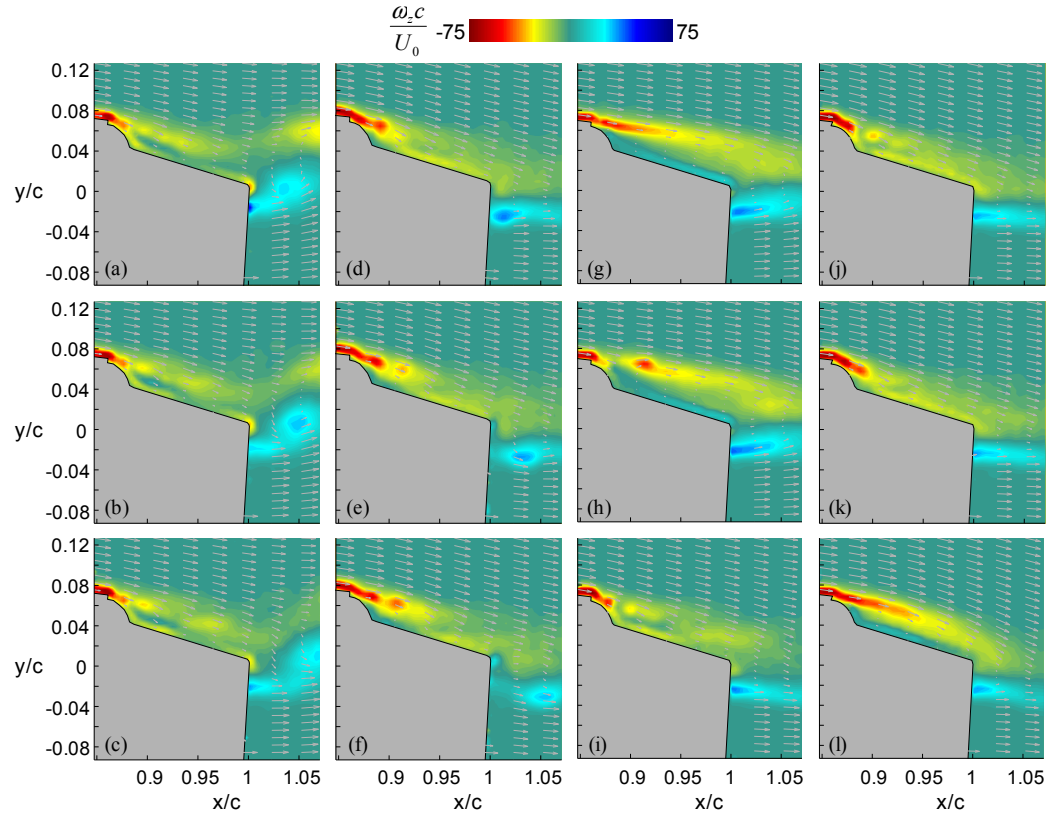 ω_z c / U_0 -75 75
0.12
0.08
0.04
y/c 0
-0.04
-0.08
(a) (d) (g) (j)
0.12
0.08
0.04
y/c 0
-0.04
-0.08
(b) (e) (h) (k)
0.12
0.08
0.04
y/c 0
-0.04
-0.08
(c) (f) (i) (l)
0.9 0.95 1 1.05 0.9 0.95 1 1.05 0.9 0.95 1 1.05 0.9 0.95 1 1.05
x/c x/c x/c x/c